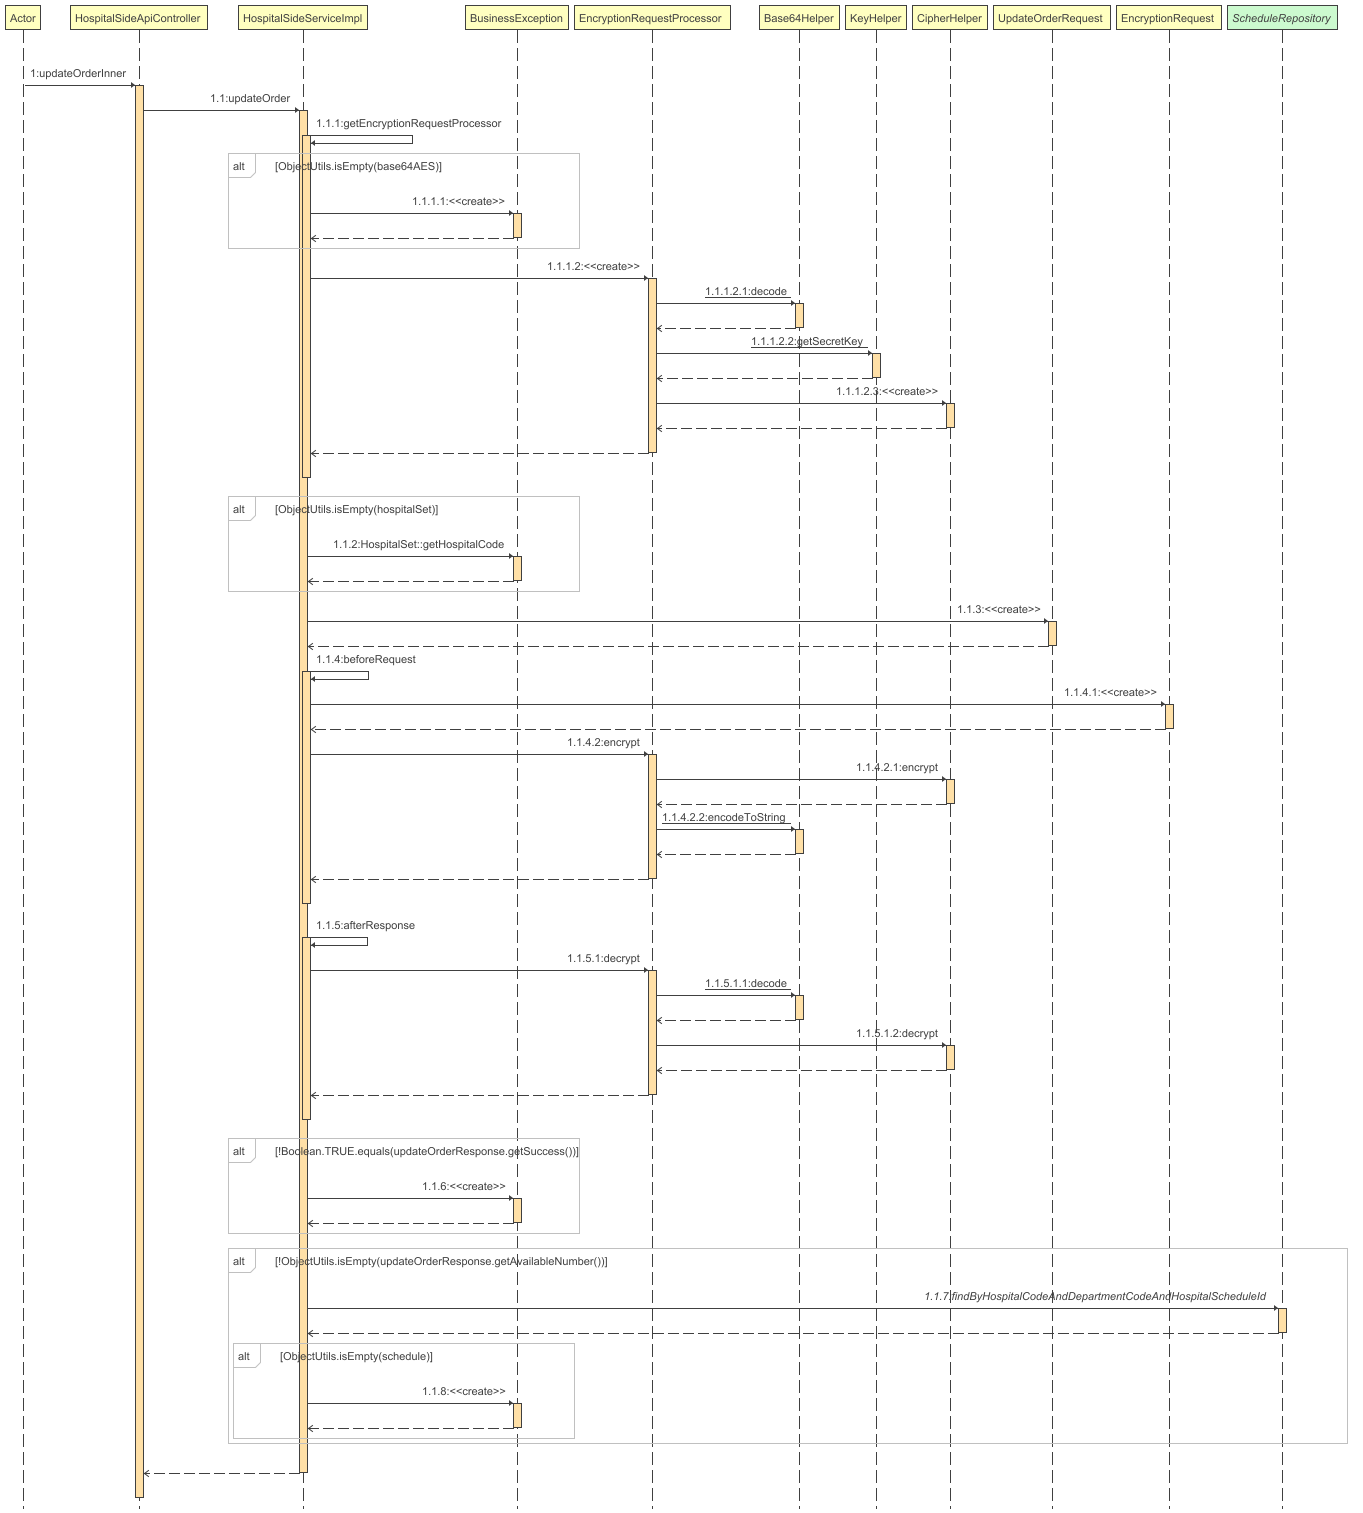 Actor HospitalSideApiController HospitalSideServiceImpl BusinessException EncryptionRequestProcessor Base64Helper KeyHelper CipherHelper UpdateOrderRequest EncryptionRequest ScheduleRepository
1:updateOrderInner
1.1:updateOrder
1.1.1:getEncryptionRequestProcessor
alt [ObjectUtils.isEmpty(base64AES)]
1.1.1.1:<<create>>
1.1.1.2:<<create>>
1.1.1.2.1:decode
1.1.1.2.2:getSecretKey
1.1.1.2.3:<<create>>
alt [ObjectUtils.isEmpty(hospitalSet)]
1.1.2:HospitalSet::getHospitalCode
1.1.3:<<create>>
1.1.4:beforeRequest
1.1.4.1:<<create>>
1.1.4.2:encrypt
1.1.4.2.1:encrypt
1.1.4.2.2:encodeToString
1.1.5:afterResponse
1.1.5.1:decrypt
1.1.5.1.1:decode
1.1.5.1.2:decrypt
alt [!Boolean.TRUE.equals(updateOrderResponse.getSuccess())]
1.1.6:<<create>>
alt [!ObjectUtils.isEmpty(updateOrderResponse.getAvailableNumber())]
1.1.7:findByHospitalCodeAndDepartmentCodeAndHospitalScheduleId
alt [ObjectUtils.isEmpty(schedule)]
1.1.8:<<create>>